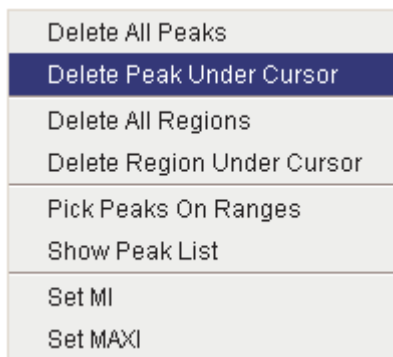 Delete All Peaks
Delete Peak Under Cursor
Delete All Regions
Delete Region Under Cursor
Pick Peaks On Ranges
Show Peak List
Set MI
Set MAXI